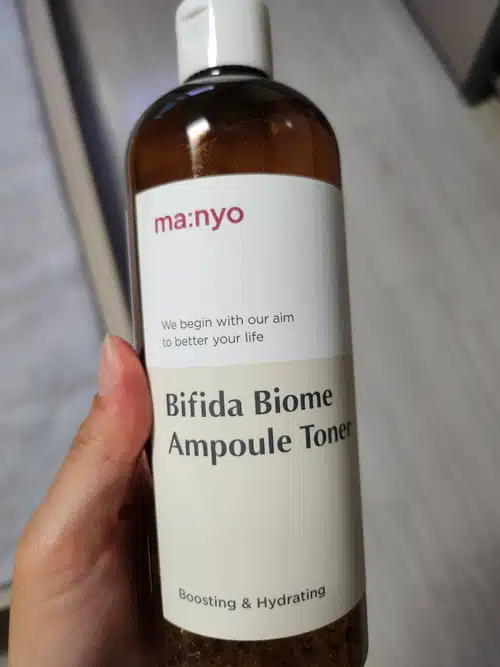 ma:nyo
We begin with our aim
to better your life
Bifida Biome
Ampoule Toner
Boosting & Hydrating